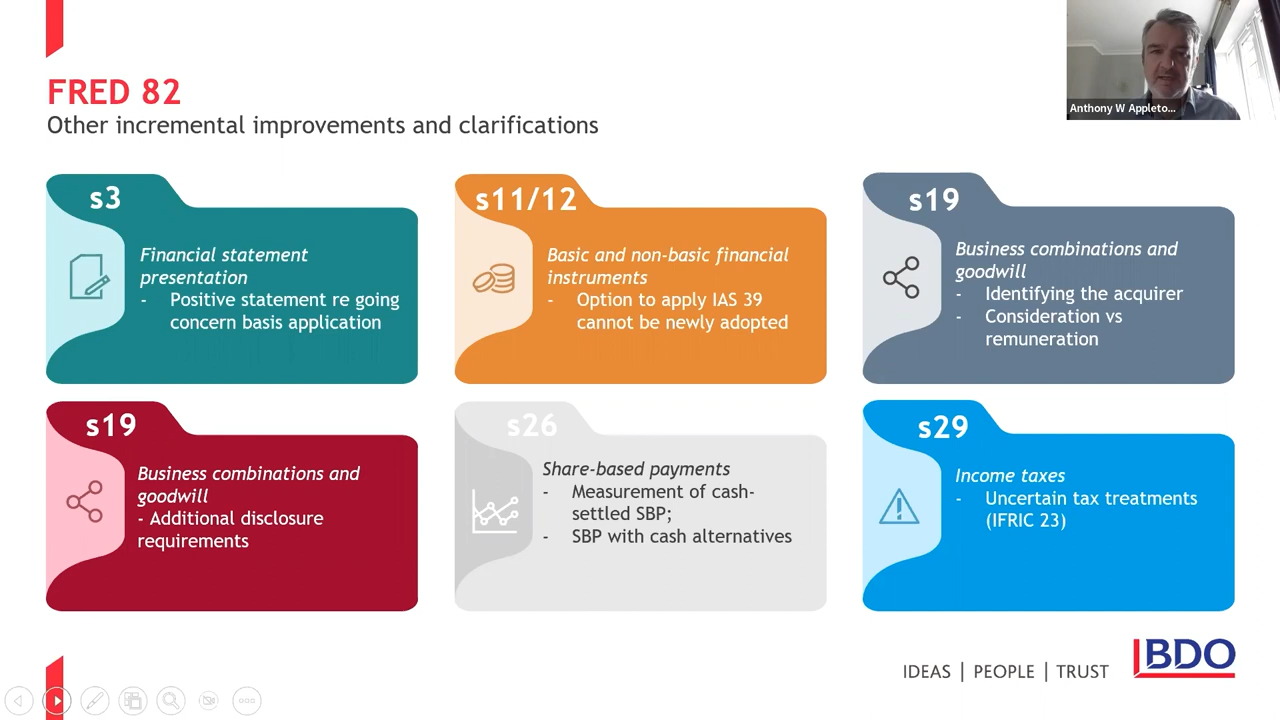 FRED 82
Other incremental improvements and clarifications
Anthony W Appleto...
s3
Financial statement
presentation
- Positive statement re going
concern basis application
s11/12
Basic and non-basic financial
instruments
- Option to apply IAS 39
cannot be newly adopted
s19
Business combinations and
goodwill
- Identifying the acquirer
- Consideration vs
remuneration
s19
Business combinations and
goodwill
- Additional disclosure
requirements
s26
Share-based payments
- Measurement of cash-
settled SBP;
- SBP with cash alternatives
s29
Income taxes
- Uncertain tax treatments
(IFRIC 23)
IDEAS | PEOPLE | TRUST
BDO